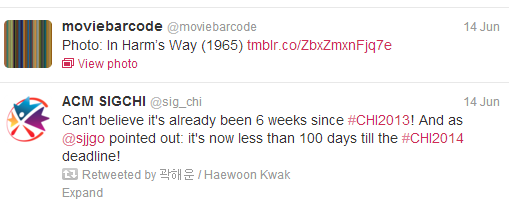 moviebarcode @moviebarcode 14 Jun
Photo: In Harm's Way (1965) tmblr.co/ZbxZmxnFjq7e
View photo
ACM SIGCHI @sig_chi 14 Jun
Can't believe it's already been 6 weeks since #CHI2013! And as
@sjjgo pointed out: it's now less than 100 days till the #CHI2014
deadline!
Retweeted by 곽해운 / Haewoon Kwak
Expand